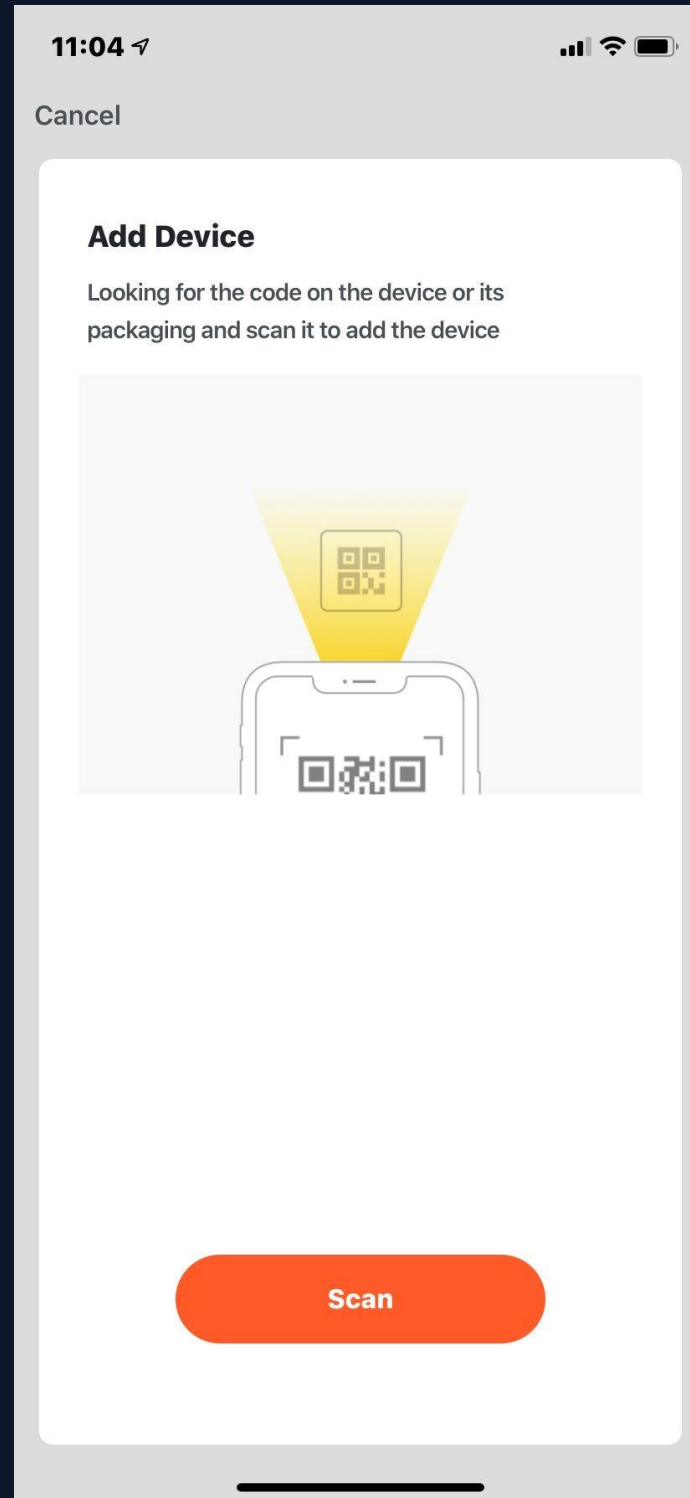 11:04
Cancel
Add Device
Looking for the code on the device or its
packaging and scan it to add the device
Scan